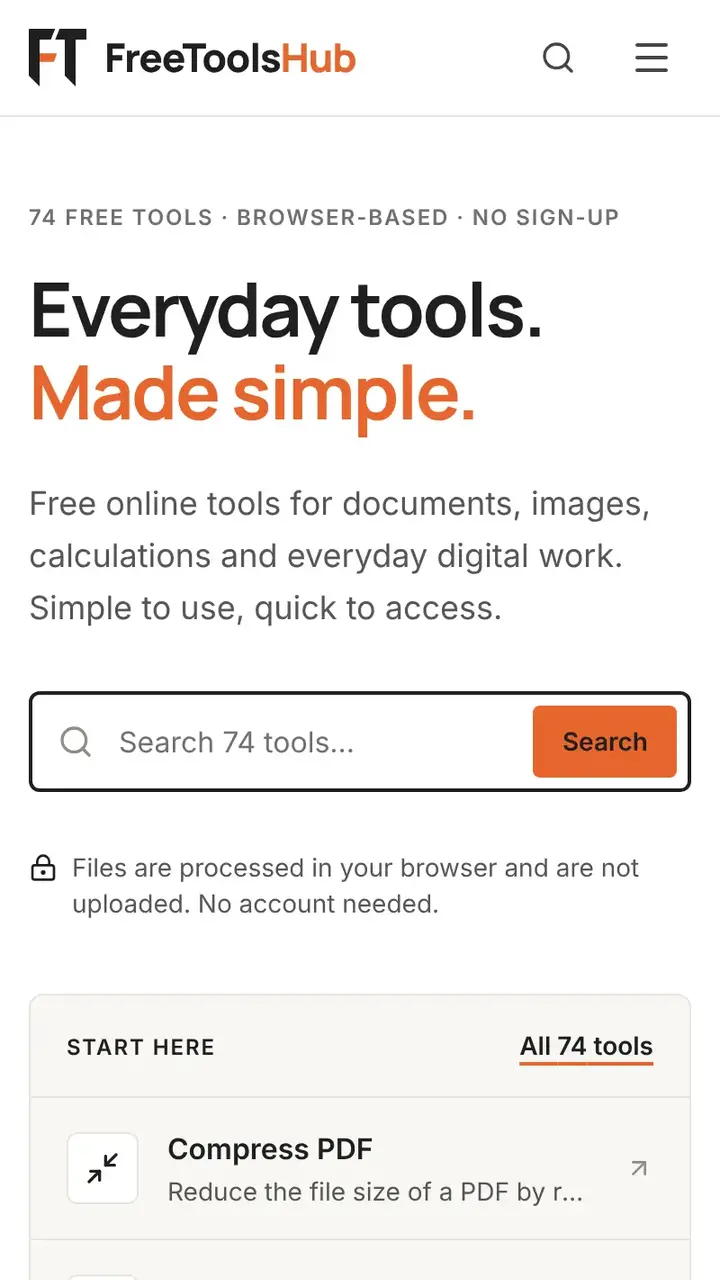 FT FreeToolsHub
74 FREE TOOLS · BROWSER-BASED · NO SIGN-UP
Everyday tools.
Made simple.
Free online tools for documents, images,
calculations and everyday digital work.
Simple to use, quick to access.
Search 74 tools...
Search
Files are processed in your browser and are not
uploaded. No account needed.
START HERE
All 74 tools
Compress PDF
Reduce the file size of a PDF by r...